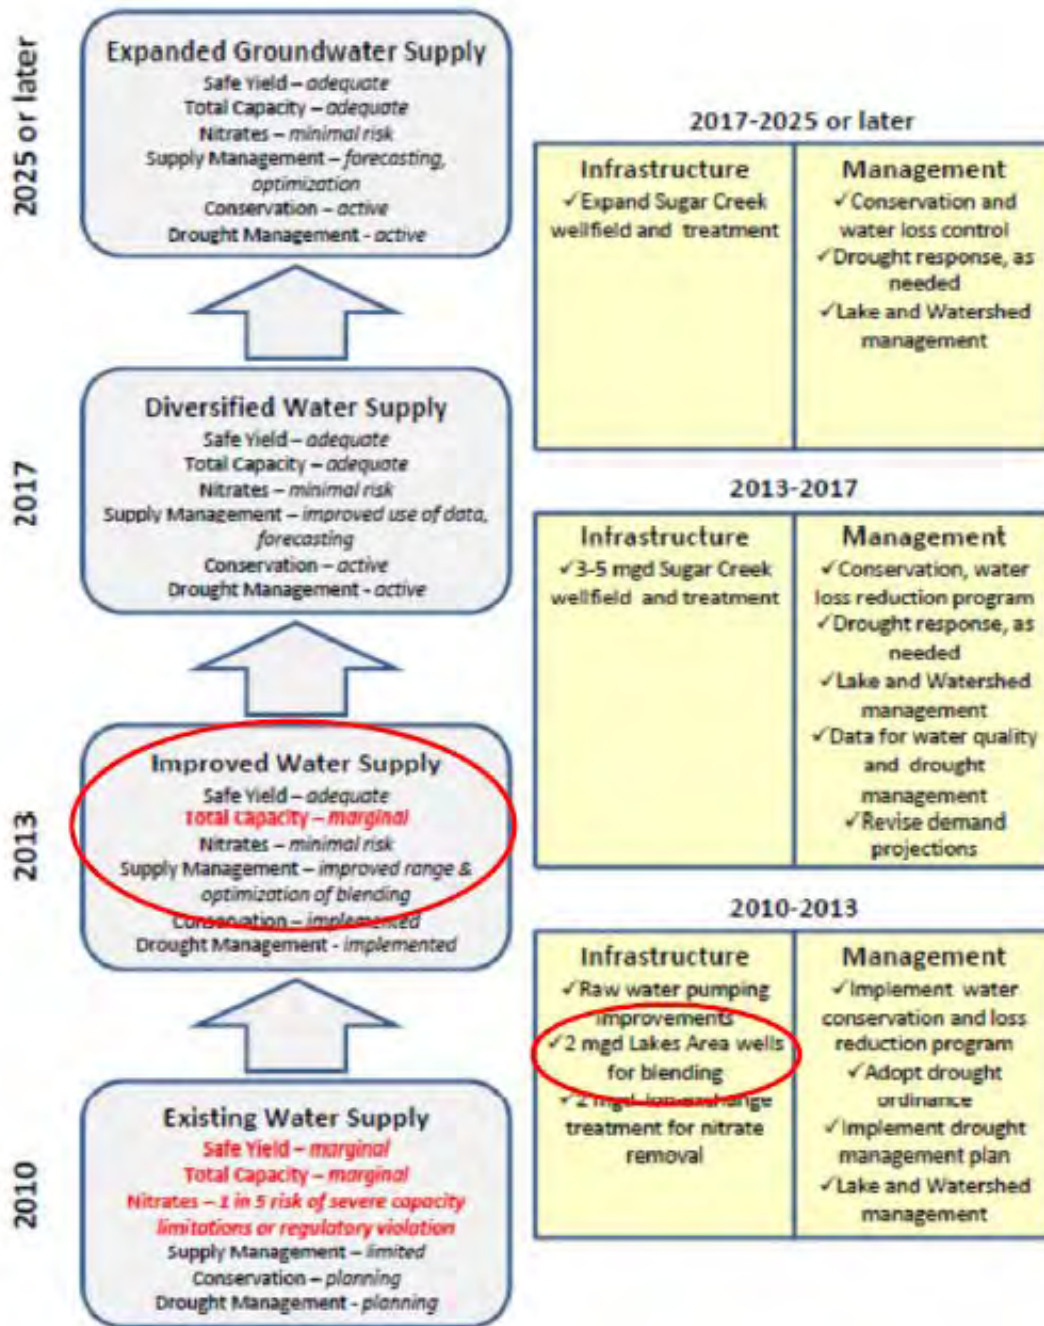 2025 or later
Expanded Groundwater Supply
Safe Yield – adequate
Total Capacity – adequate
Nitrates – minimal risk
Supply Management – forecasting,
optimization
Conservation – active
Drought Management - active
2017
Diversified Water Supply
Safe Yield – adequate
Total Capacity – adequate
Nitrates – minimal risk
Supply Management – improved use of data,
forecasting
Conservation – active
Drought Management - active
2013
Improved Water Supply
Safe Yield – adequate
Total Capacity – marginal
Nitrates – minimal risk
Supply Management – improved range &
optimization of blending
Conservation – implemented
Drought Management - implemented
2010
Existing Water Supply
Safe Yield – marginal
Total Capacity – marginal
Nitrates – 1 in 5 risk of severe capacity
limitations or regulatory violation
Supply Management – limited
Conservation – planning
Drought Management - planning
2017-2025 or later
Infrastructure
✓Expand Sugar Creek
wellfield and treatment
Management
✓Conservation and
water loss control
✓Drought response, as
needed
✓Lake and Watershed
management
2013-2017
Infrastructure
✓3-5 mgd Sugar Creek
wellfield and treatment
Management
✓Conservation, water
loss reduction program
✓Drought response, as
needed
✓Lake and Watershed
management
✓Data for water quality
and drought
management
✓Revise demand
projections
2010-2013
Infrastructure
✓Raw water pumping
improvements
✓2 mgd Lakes Area wells
for blending
✓2 mgd Ion-exchange
treatment for nitrate
removal
Management
✓Implement water
conservation and loss
reduction program
✓Adopt drought
ordinance
✓Implement drought
management plan
✓Lake and Watershed
management